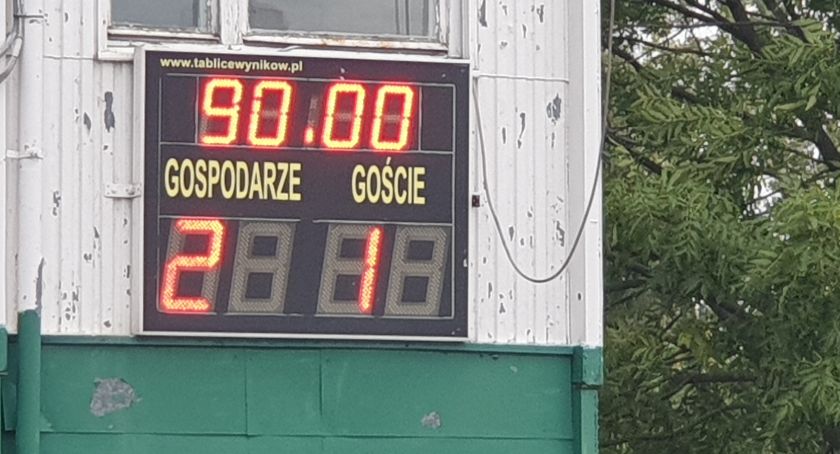 www.tablicewynikow.pl
90.00
GOSPODARZE GOŚCIE
2 1